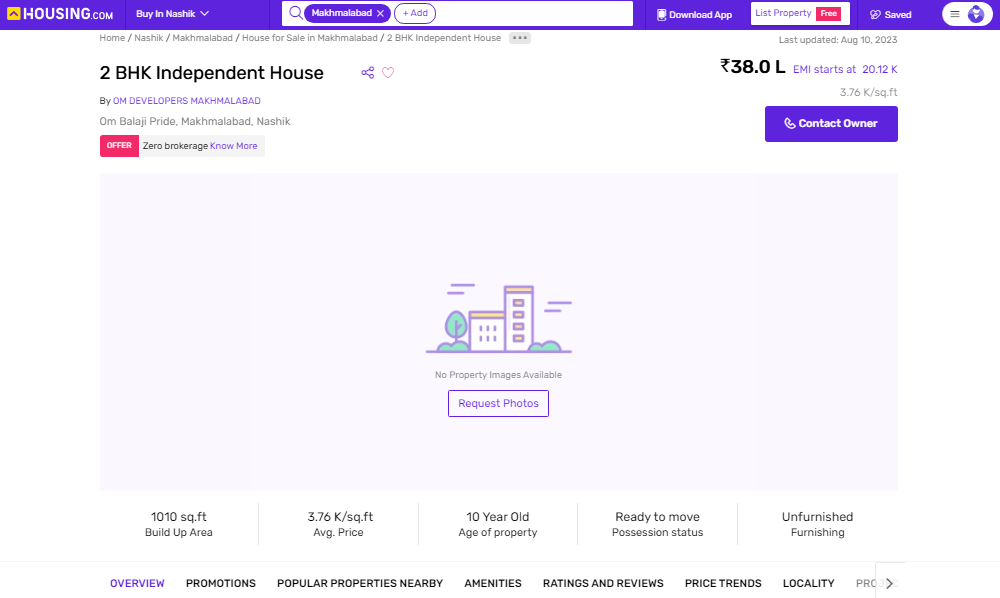 HOUSING.COM
Buy In Nashik
Makhmalabad
+ Add
Download App
List Property Free
Saved
Home / Nashik / Makhmalabad / House for Sale in Makhmalabad / 2 BHK Independent House
Last updated: Aug 10, 2023
2 BHK Independent House
₹38.0 L EMI starts at 20.12 K
3.76 K/sq.ft
By OM DEVELOPERS MAKHMALABAD
Om Balaji Pride, Makhmalabad, Nashik
Contact Owner
OFFER Zero brokerage Know More
No Property Images Available
Request Photos
1010 sq.ft
Build Up Area
3.76 K/sq.ft
Avg. Price
10 Year Old
Age of property
Ready to move
Possession status
Unfurnished
Furnishing
OVERVIEW PROMOTIONS POPULAR PROPERTIES NEARBY AMENITIES RATINGS AND REVIEWS PRICE TRENDS LOCALITY